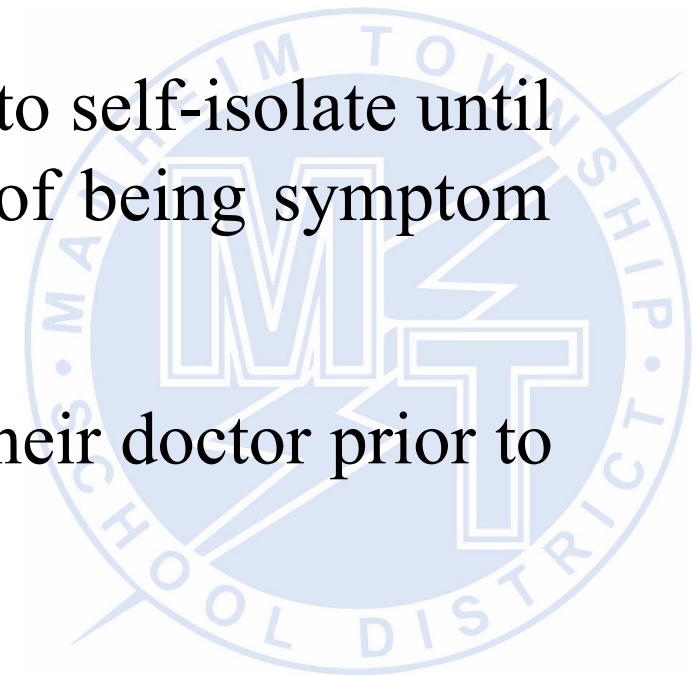 to self-isolate until
of being symptom
heir doctor prior to
MANHEIM TOWNSHIP
MT
• SCHOOL DISTRICT •